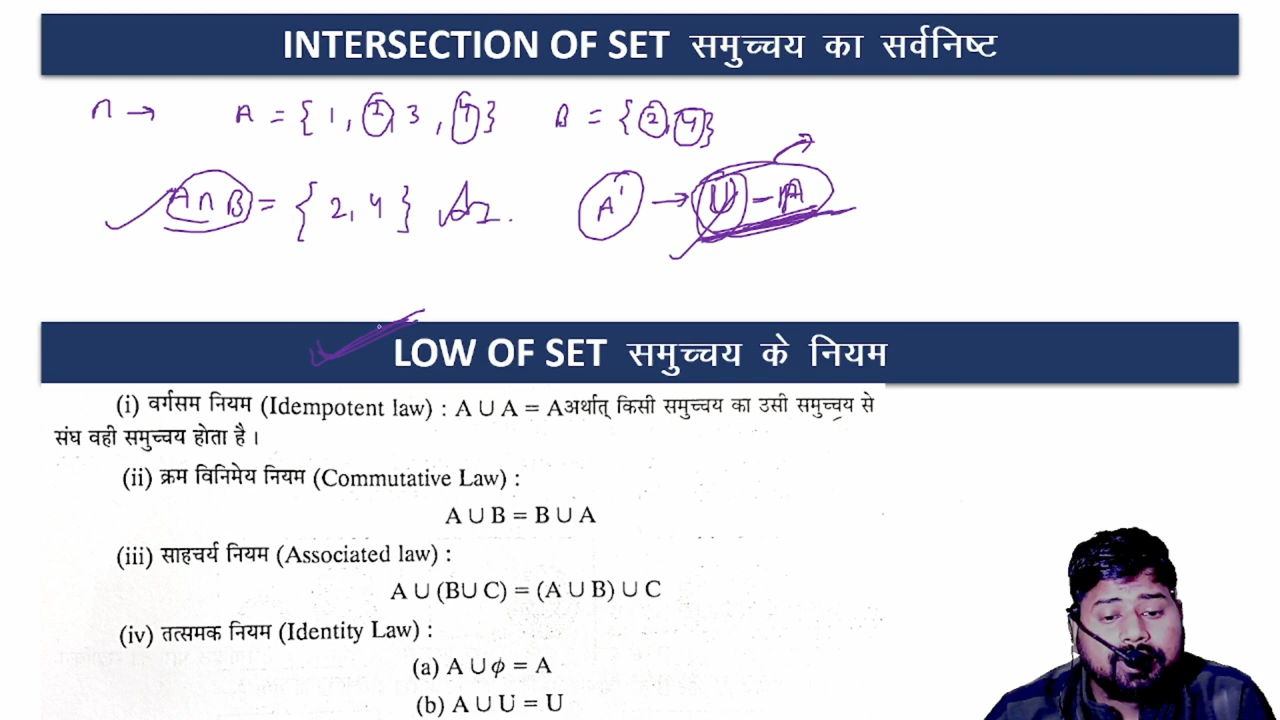 INTERSECTION OF SET समुच्चय का सर्वनिष्ट
∩ → A = {1, 2, 3, 4} B = {2, 4}
A∩B = {2, 4} A' → U - A
LOW OF SET समुच्चय के नियम
(i) वर्गसम नियम (Idempotent law) : A ∪ A = Aअर्थात् किसी समुच्चय का उसी समुच्चय से
संघ वही समुच्चय होता है ।
(ii) क्रम विनिमेय नियम (Commutative Law) :
A ∪ B = B ∪ A
(iii) साहचर्य नियम (Associated law) :
A ∪ (B∪ C) = (A ∪ B) ∪ C
(iv) तत्समक नियम (Identity Law) :
(a) A ∪ ϕ = A
(b) A ∪ U = U